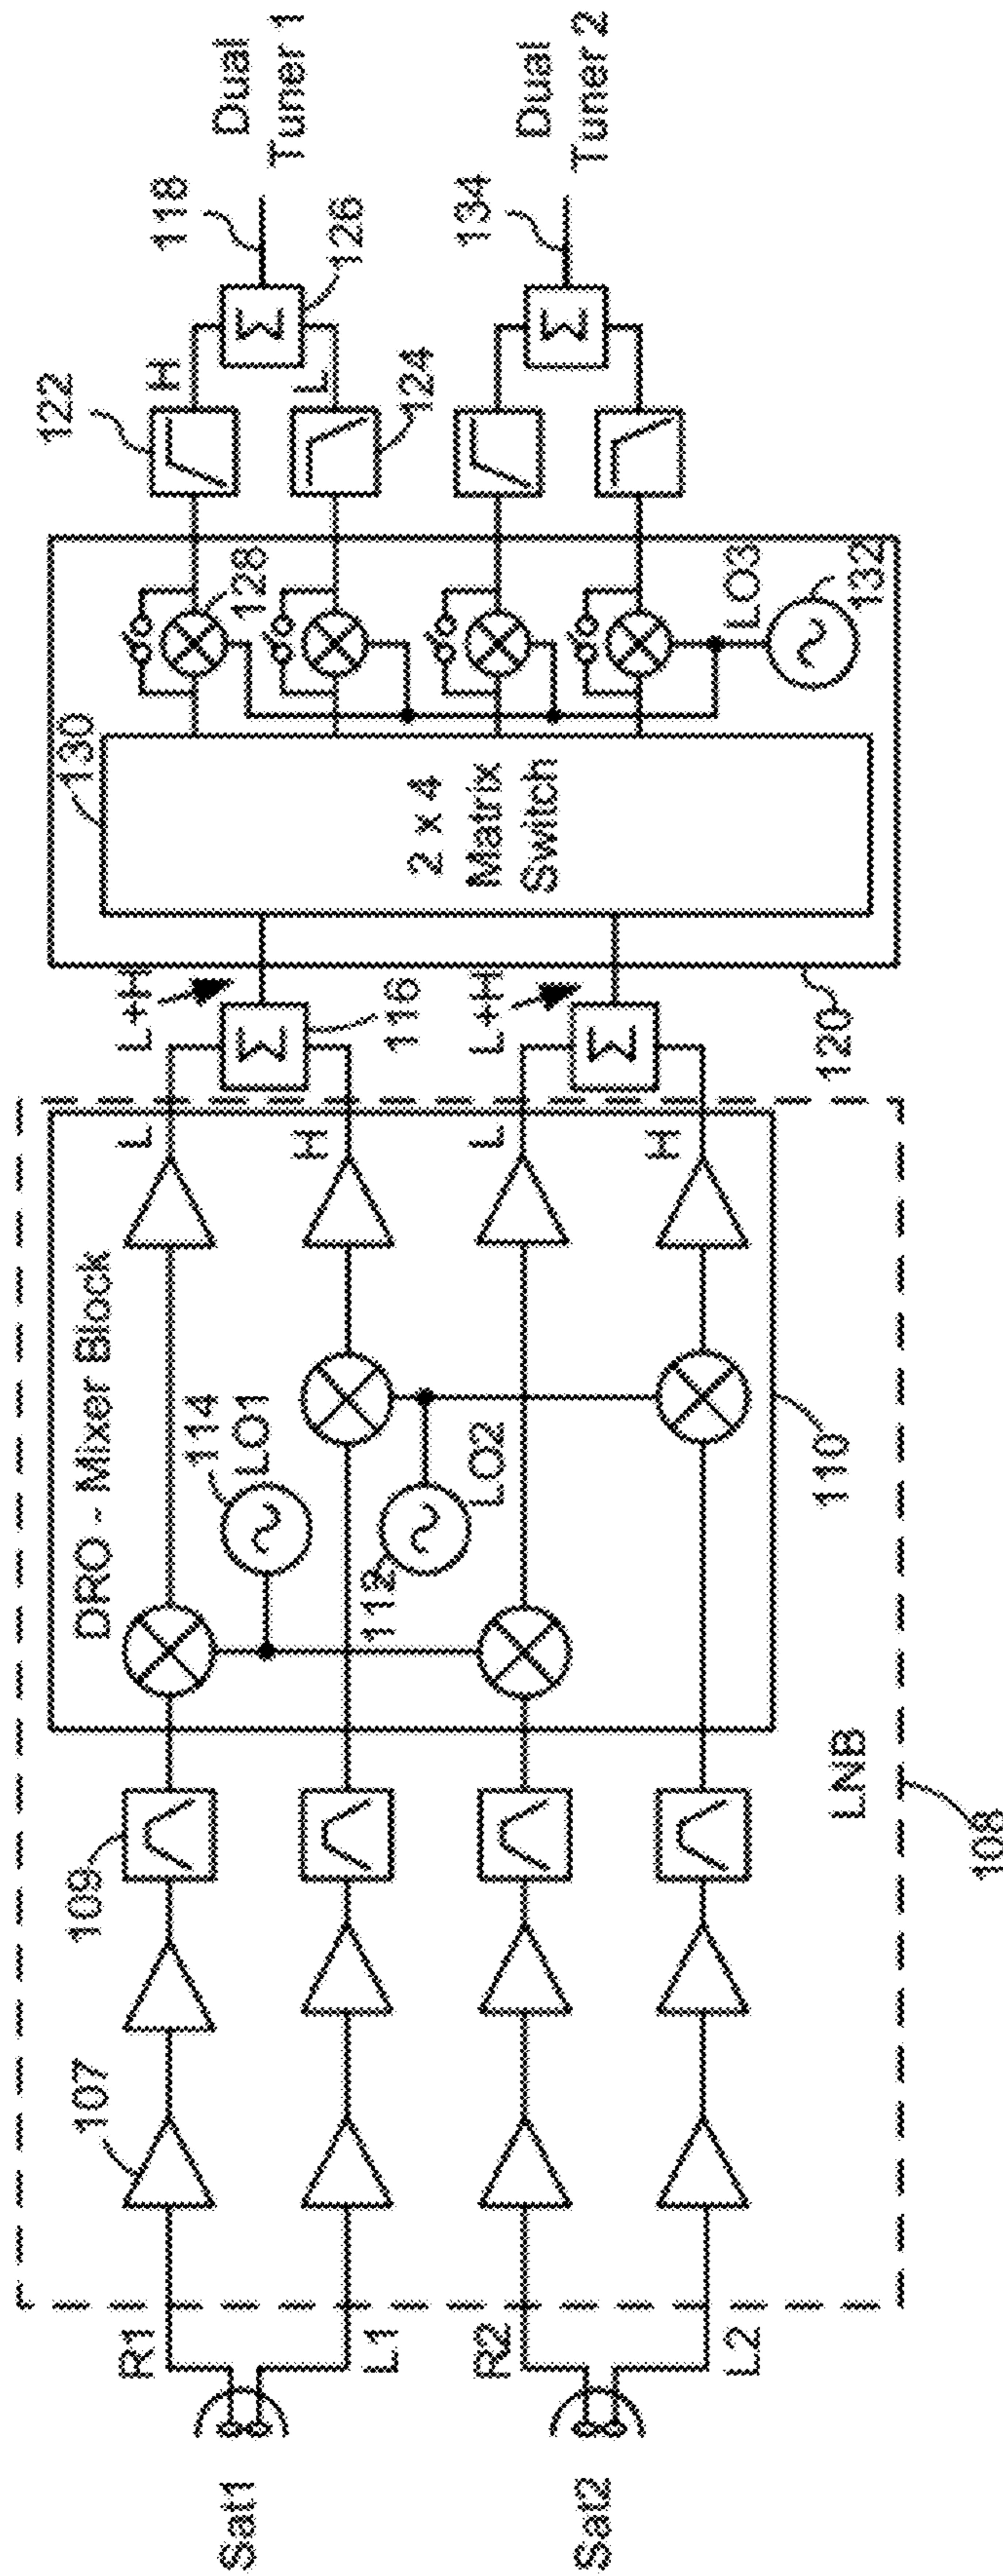 Sat1
Sat2
R1
L1
R2
L2
107
109
LNB
108
DRO - Mixer Block
114
LO1
112
LO2
110
L
H
L
H
L+H
116
L+H
120
130
2 x 4
Matrix
Switch
128
LO3
132
122
H
L
124
126
118
134
Dual
Tuner 1
Dual
Tuner 2